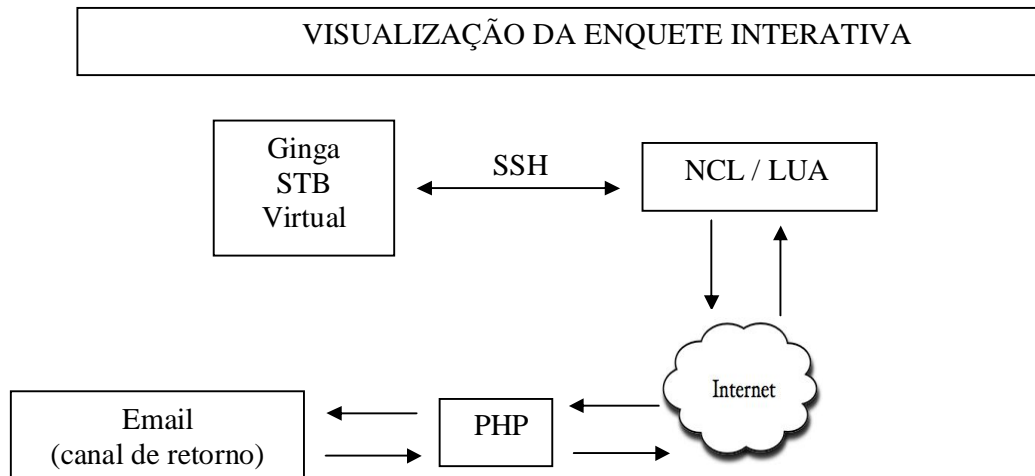 VISUALIZAÇÃO DA ENQUETE INTERATIVA
Ginga
STB
Virtual
SSH
NCL / LUA
Internet
Email
(canal de retorno)
PHP